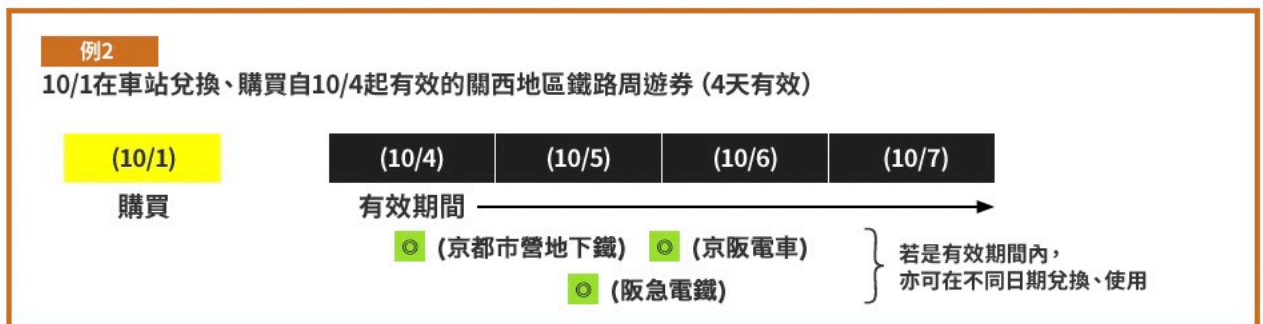 例2
10/1在車站兌換、購買自10/4起有效的關西地區鐵路周遊券（4天有效）
(10/1) (10/4) (10/5) (10/6) (10/7)
購買 有效期間
◎ (京都市營地下鐵) ◎ (京阪電車)
◎ (阪急電鐵)
若是有效期間內，
亦可在不同日期兌換、使用